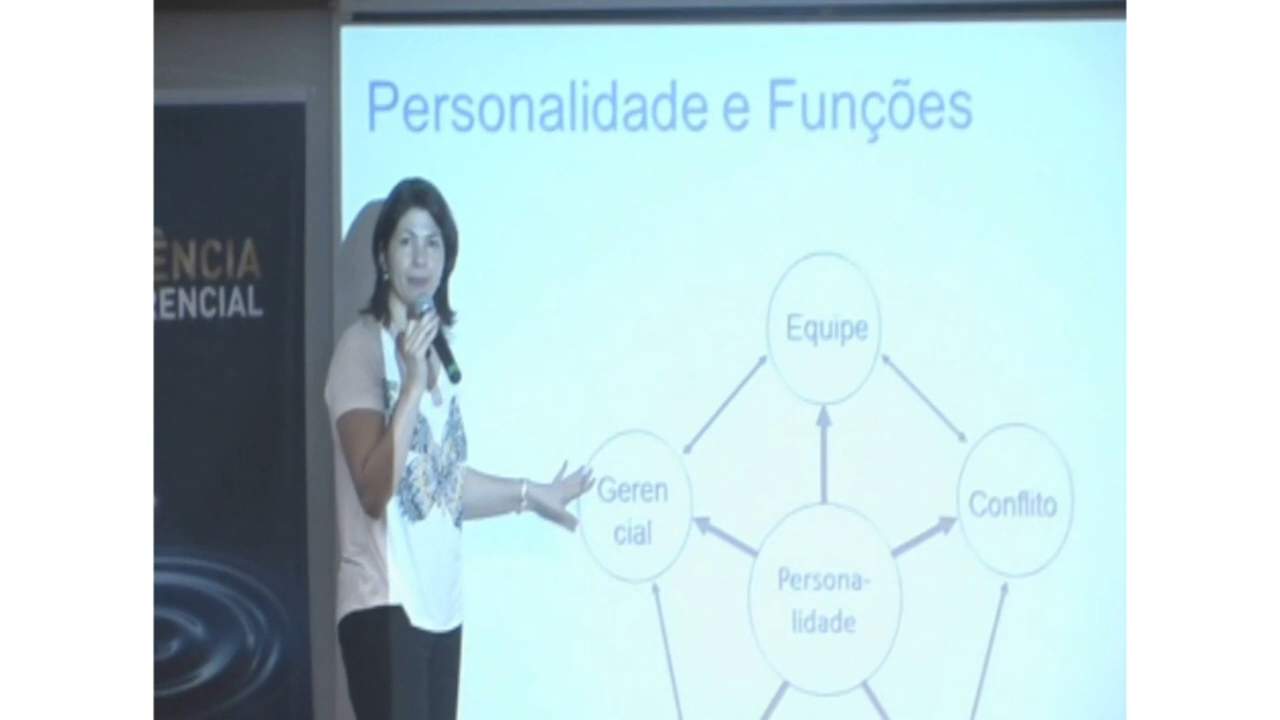 Personalidade e Funções
ÊNCIA
RENCIAL
Equipe
Geren
cial
Conflito
Persona-
lidade